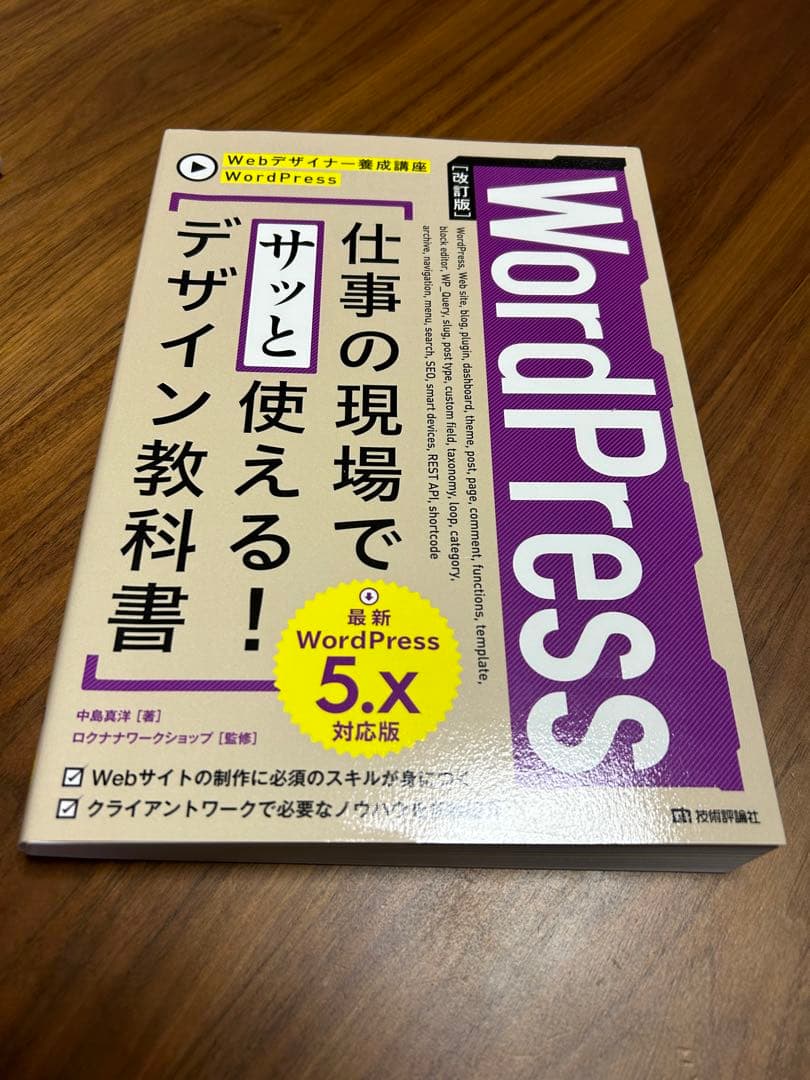 Webデザイナー養成講座
WordPress
[改訂版]
WordPress
WordPress, Web site, blog, plugin, dashboard, theme, post, page, comment, functions, template,
block editor, WP_Query, slug, post type, custom field, taxonomy, loop, category,
archive, navigation, menu, search, SEO, smart devices, REST API, shortcode
仕事の現場で
サッと使える!
デザイン教科書
最新
WordPress
5.x
対応版
中島真洋 [著]
ロクナナワークショップ [監修]
Webサイトの制作に必須のスキルが身につく
クライアントワークで必要なノウハウ
技術評論社